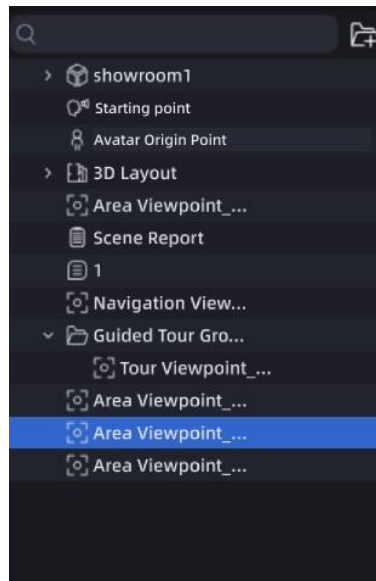 showroom1
Starting point
Avatar Origin Point
3D Layout
Area Viewpoint_...
Scene Report
1
Navigation View...
Guided Tour Gro...
Tour Viewpoint_...
Area Viewpoint_...
Area Viewpoint_...
Area Viewpoint_...